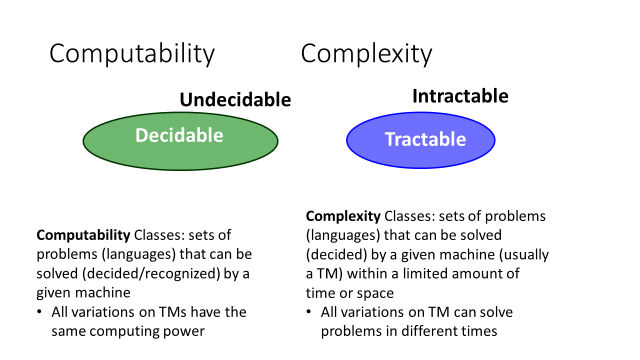 Computability
Undecidable
Decidable
Computability Classes: sets of
problems (languages) that can be
solved (decided/recognized) by a
given machine
• All variations on TMs have the
same computing power
Complexity
Intractable
Tractable
Complexity Classes: sets of problems
(languages) that can be solved
(decided) by a given machine (usually
a TM) within a limited amount of
time or space
• All variations on TM can solve
problems in different times